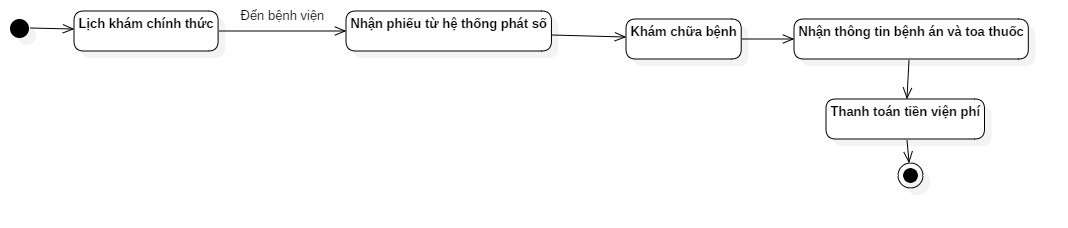 Lịch khám chính thức
Đến bệnh viện
Nhận phiếu từ hệ thống phát số
Khám chữa bệnh
Nhận thông tin bệnh án và toa thuốc
Thanh toán tiền viện phí